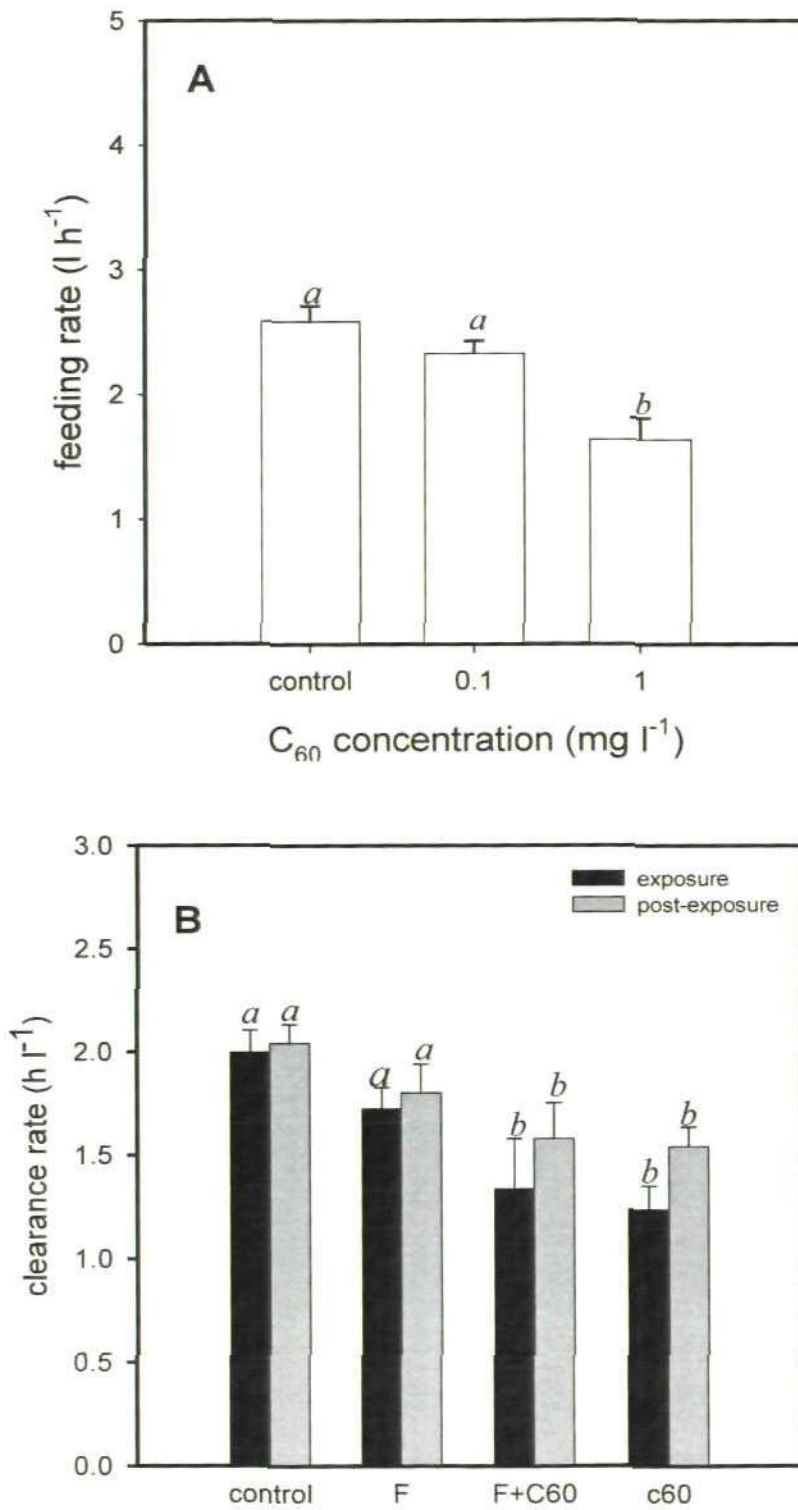 A
feeding rate (l h⁻¹)
5
4
3
2
1
0
a
a
b
control 0.1 1
C₆₀ concentration (mg l⁻¹)
B
clearance rate (h l⁻¹)
3.0
2.5
2.0
1.5
1.0
0.5
0.0
exposure
post-exposure
a a
a a
b b
b b
control F F+C60 c60